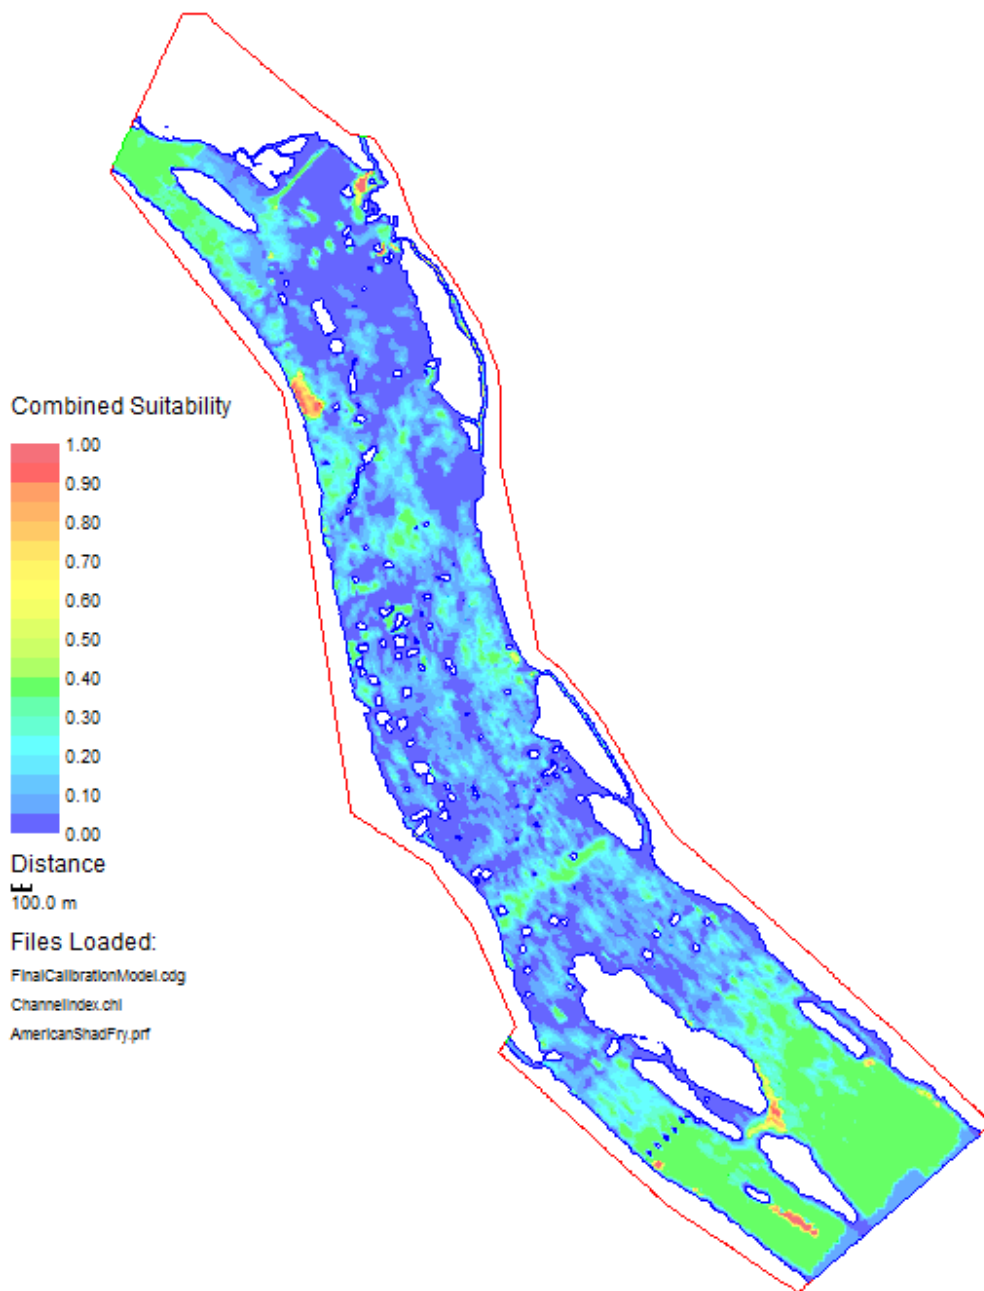 Combined Suitability
1.00
0.90
0.80
0.70
0.60
0.50
0.40
0.30
0.20
0.10
0.00
Distance
100.0 m
Files Loaded:
FinalCalibrationModel.cdg
ChannelIndex.chi
AmericanShadFry.prf